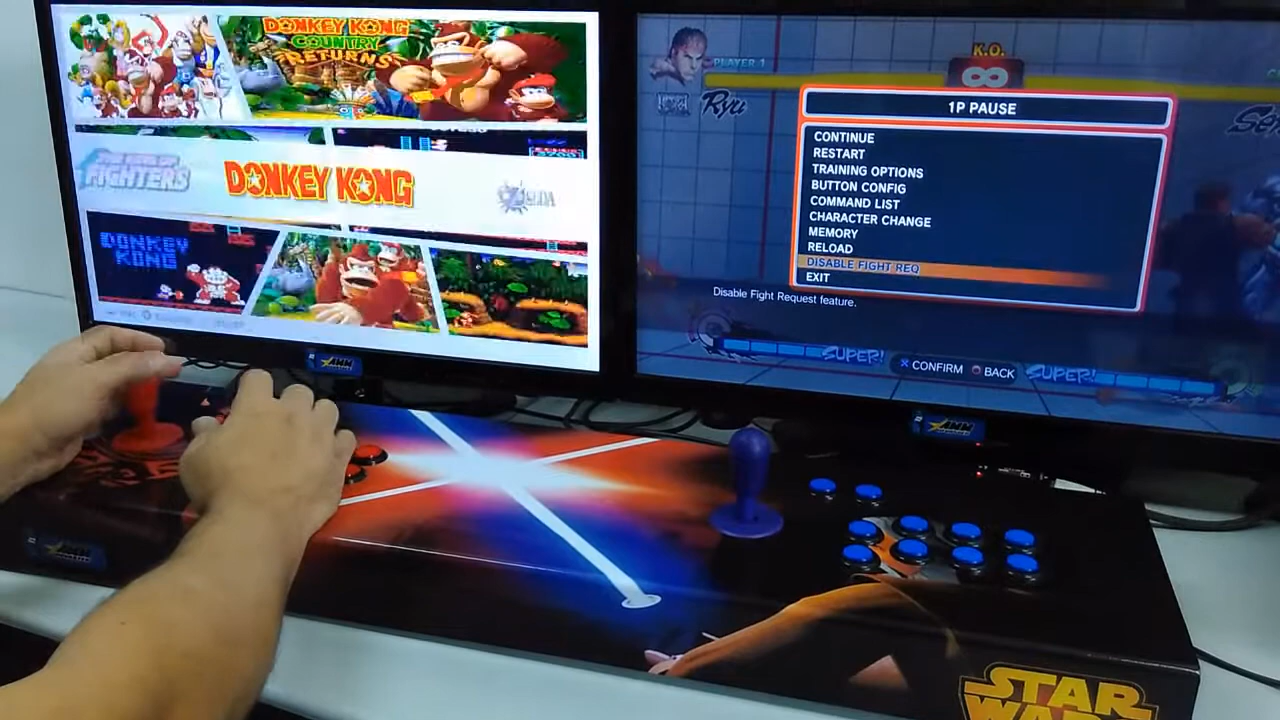 DONKEY KONG
COUNTRY
RETURNS
FIGHTERS
DONKEY KONG
ZELDA
DONKEY
KONG
PLAYER 1
K.O.
Ryu
1P PAUSE
CONTINUE
RESTART
TRAINING OPTIONS
BUTTON CONFIG
COMMAND LIST
CHARACTER CHANGE
MEMORY
RELOAD
DISABLE FIGHT REQ
EXIT
Disable Fight Request feature.
SUPER!
CONFIRM
BACK
SUPER!
STAR
WARS